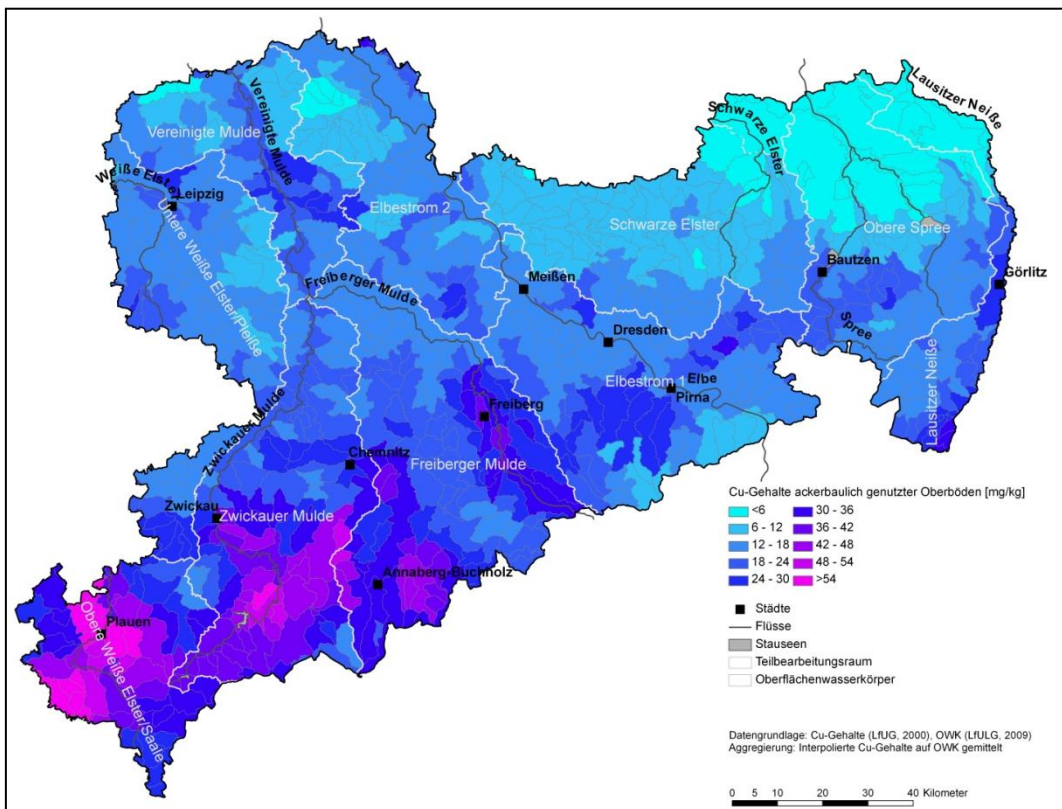 Lausitzer Neiße
Vereinigte Mulde
Schwarze Elster
Vereinigte Mulde
Weiße Elster
Leipzig
Elbestrom 2
Schwarze Elster
Obere Spree
Untere Weiße Elster/Pleiße
Bautzen
Görlitz
Freiberger Mulde
Meißen
Dresden
Spree
Elbestrom 1
Elbe
Pirna
Lausitzer Neiße
Zwickauer Mulde
Freiberg
Chemnitz
Freiberger Mulde
Zwickau
Zwickauer Mulde
Annaberg-Buchholz
Plauen
Obere Weiße Elster/Saale
Cu-Gehalte ackerbaulich genutzter Oberböden [mg/kg]
<6 30 - 36
6 - 12 36 - 42
12 - 18 42 - 48
18 - 24 48 - 54
24 - 30 >54
Städte
Flüsse
Stauseen
Teilbearbeitungsraum
Oberflächenwasserkörper
Datengrundlage: Cu-Gehalte (LfUG, 2000), OWK (LfULG, 2009)
Aggregierung: Interpolierte Cu-Gehalte auf OWK gemittelt
0 5 10 20 30 40 Kilometer